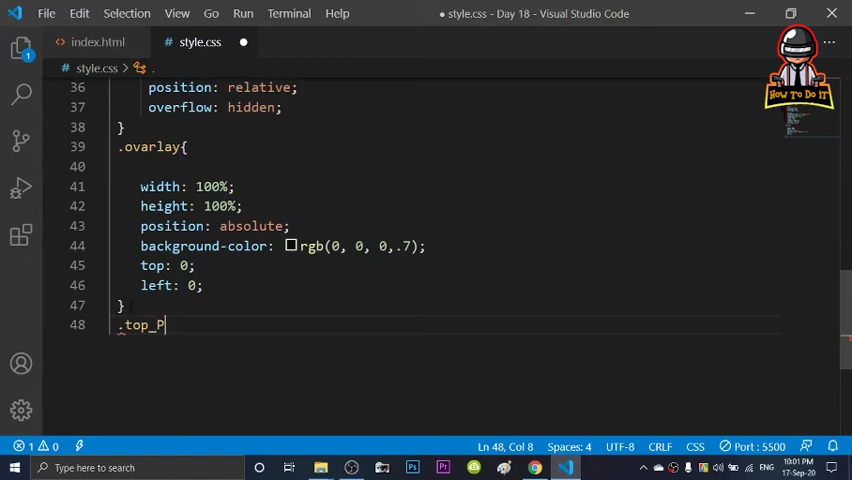 File Edit Selection View Go Run Terminal Help ● style.css - Day 18 - Visual Studio Code
index.html # style.css ●
# style.css > .
How To Do iT
36 position: relative;
37 overflow: hidden;
38 }
39 .ovarlay{
40
41 width: 100%;
42 height: 100%;
43 position: absolute;
44 background-color: rgb(0, 0, 0,.7);
45 top: 0;
46 left: 0;
47 }
48 .top_P
1
1 0 Ln 48, Col 8 Spaces: 4 UTF-8 CRLF CSS Port : 5500
Type here to search Ps Pr ENG 10:01 PM
17-Sep-20